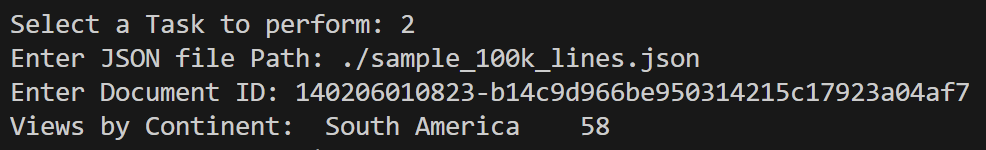 Select a Task to perform: 2
Enter JSON file Path: ./sample_100k_lines.json
Enter Document ID: 140206010823-b14c9d966be950314215c17923a04af7
Views by Continent:  South America    58